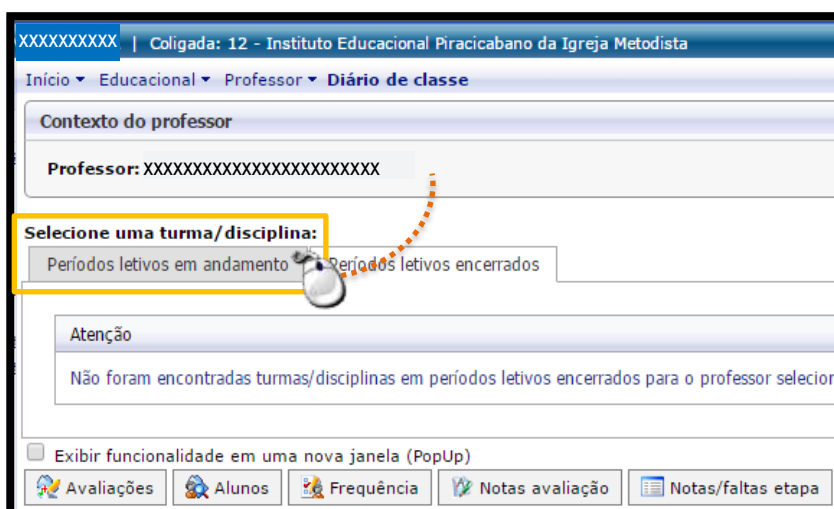 XXXXXXXXXX | Coligada: 12 - Instituto Educacional Piracicabano da Igreja Metodista
Início Educacional Professor Diário de classe
Contexto do professor
Professor: XXXXXXXXXXXXXXXXXXXXXXXX
Selecione uma turma/disciplina:
Períodos letivos em andamento Períodos letivos encerrados
Atenção
Não foram encontradas turmas/disciplinas em períodos letivos encerrados para o professor selecior
Exibir funcionalidade em uma nova janela (PopUp)
Avaliações Alunos Frequência Notas avaliação Notas/faltas etapa